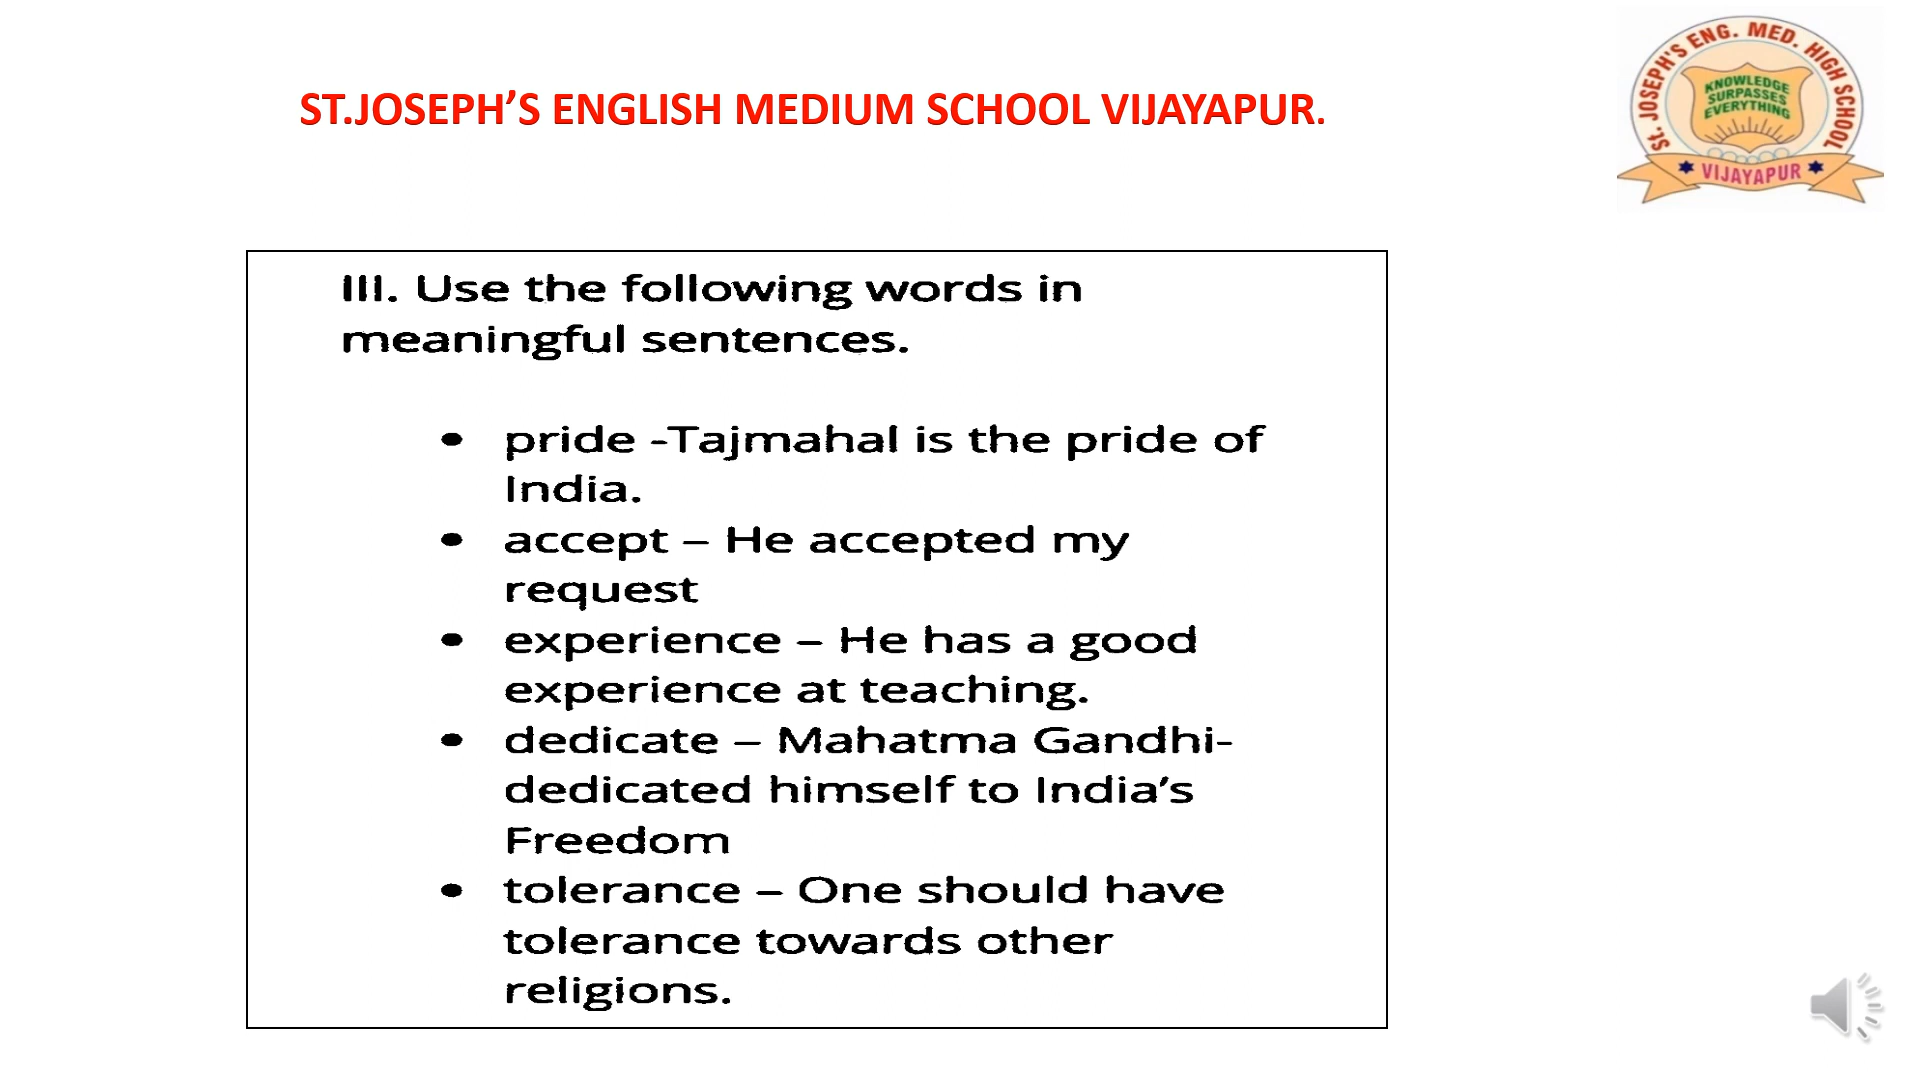 ST.JOSEPH’S ENGLISH MEDIUM SCHOOL VIJAYAPUR.
St. JOSEPH'S ENG. MED. HIGH SCHOOL
KNOWLEDGE
SURPASSES
EVERYTHING
VIJAYAPUR
III. Use the following words in
meaningful sentences.
• pride -Tajmahal is the pride of
India.
• accept – He accepted my
request
• experience – He has a good
experience at teaching.
• dedicate – Mahatma Gandhi-
dedicated himself to India’s
Freedom
• tolerance – One should have
tolerance towards other
religions.